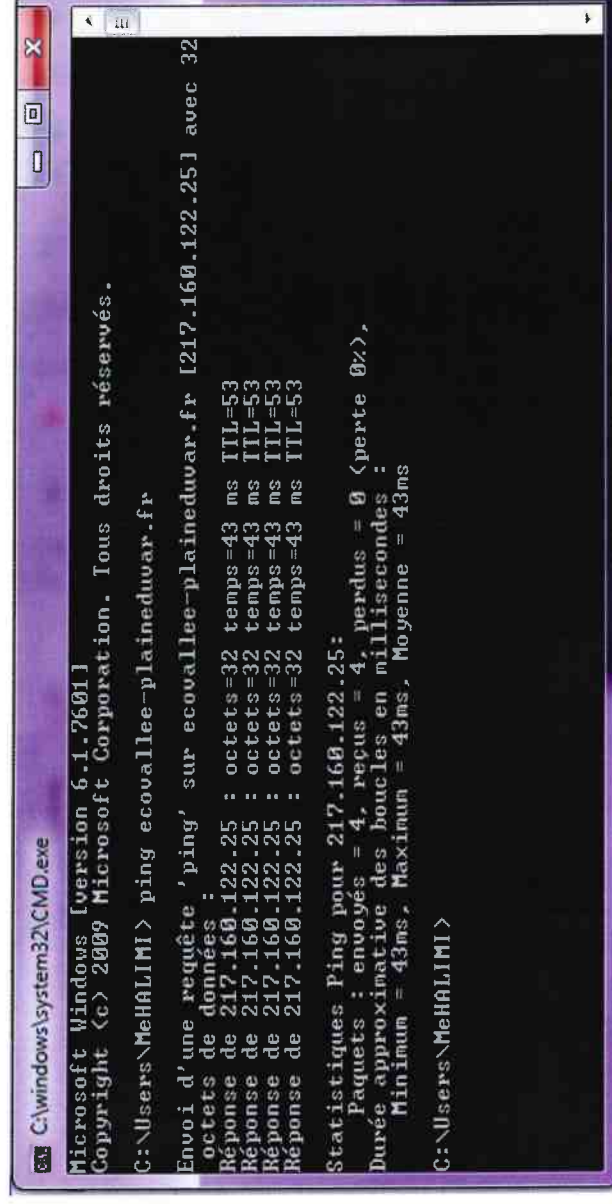 C:\windows\system32\CMD.exe
Microsoft Windows [version 6.1.7601]
Copyright (c) 2009 Microsoft Corporation. Tous droits réservés.
C:\Users\MeHALIMI> ping ecovallee-plaineduvar.fr
Envoi d'une requête 'ping' sur ecovallee-plaineduvar.fr [217.160.122.25] avec 32
octets de données :
Réponse de 217.160.122.25 : octets=32 temps=43 ms TTL=53
Réponse de 217.160.122.25 : octets=32 temps=43 ms TTL=53
Réponse de 217.160.122.25 : octets=32 temps=43 ms TTL=53
Réponse de 217.160.122.25 : octets=32 temps=43 ms TTL=53
Statistiques Ping pour 217.160.122.25:
Paquets : envoyés = 4, reçus = 4, perdus = 0 (perte 0%),
Durée approximative des boucles en millisecondes :
Minimum = 43ms, Maximum = 43ms, Moyenne = 43ms
C:\Users\MeHALIMI>